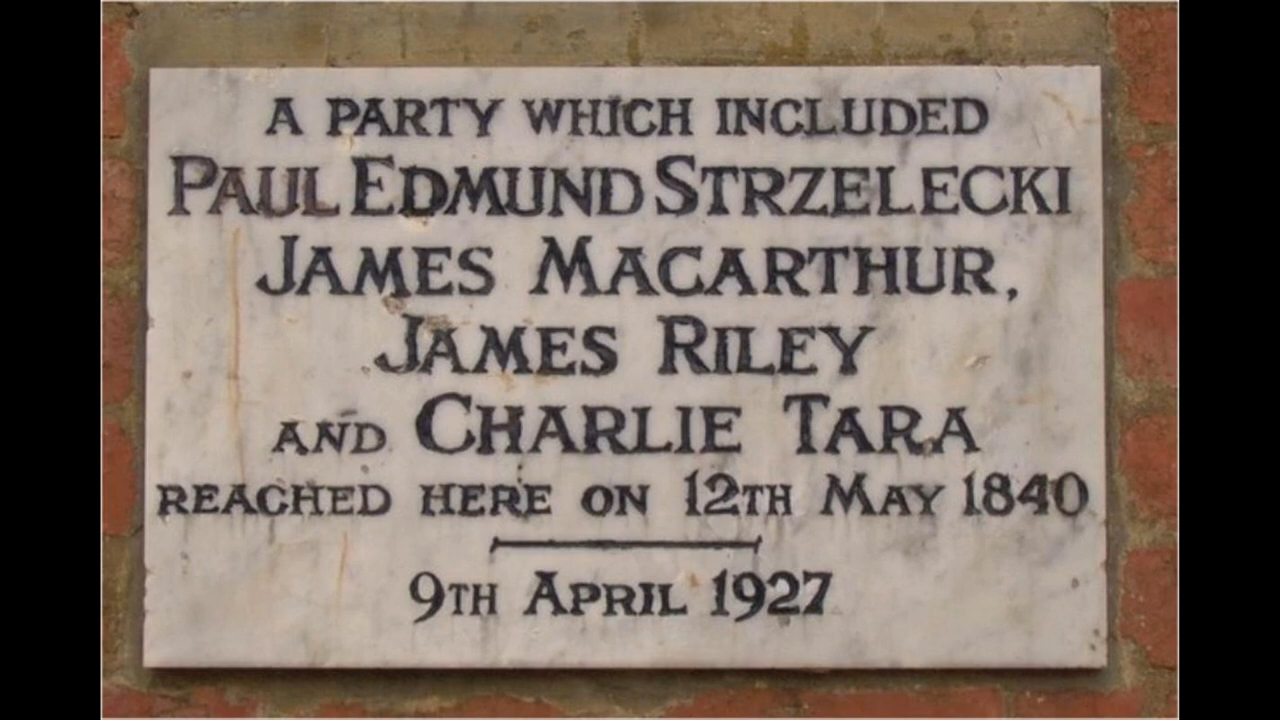 A PARTY WHICH INCLUDED
PAUL EDMUND STRZELECKI
JAMES MACARTHUR,
JAMES RILEY
AND CHARLIE TARA
REACHED HERE ON 12TH MAY 1840
9TH APRIL 1927